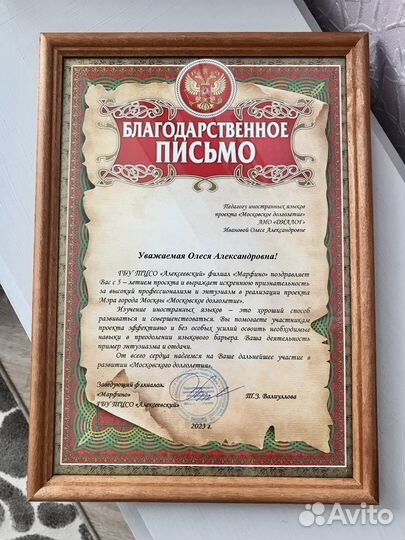 БЛАГОДАРСТВЕННОЕ
ПИСЬМО
Педагогу иностранных языков
проекта «Московское долголетие»
АНО «ДИАЛОГ»
Ивановой Олесе Александровне
Уважаемая Олеся Александровна!
ГБУ ТЦСО «Алексеевский» филиал «Марфино» поздравляет
Вас с 5 – летием проекта и выражает искреннюю признательность
за высокий профессионализм и энтузиазм в реализации проекта
Мэра города Москвы «Московское долголетие».
Изучение иностранных языков – это хороший способ
развиваться и совершенствоваться. Вы помогаете участникам
проекта эффективно и без особых усилий освоить необходимые
навыки в преодолении языкового барьера. Ваша деятельность
пример энтузиазма и отдачи.
От всего сердца надеемся на Ваше дальнейшее участие в
развитии «Московского долголетия».
Заведующий филиалом
«Марфино»
ГБУ ТЦСО «Алексеевский»
Т.З. Валиуллова
2023 г.
Avito